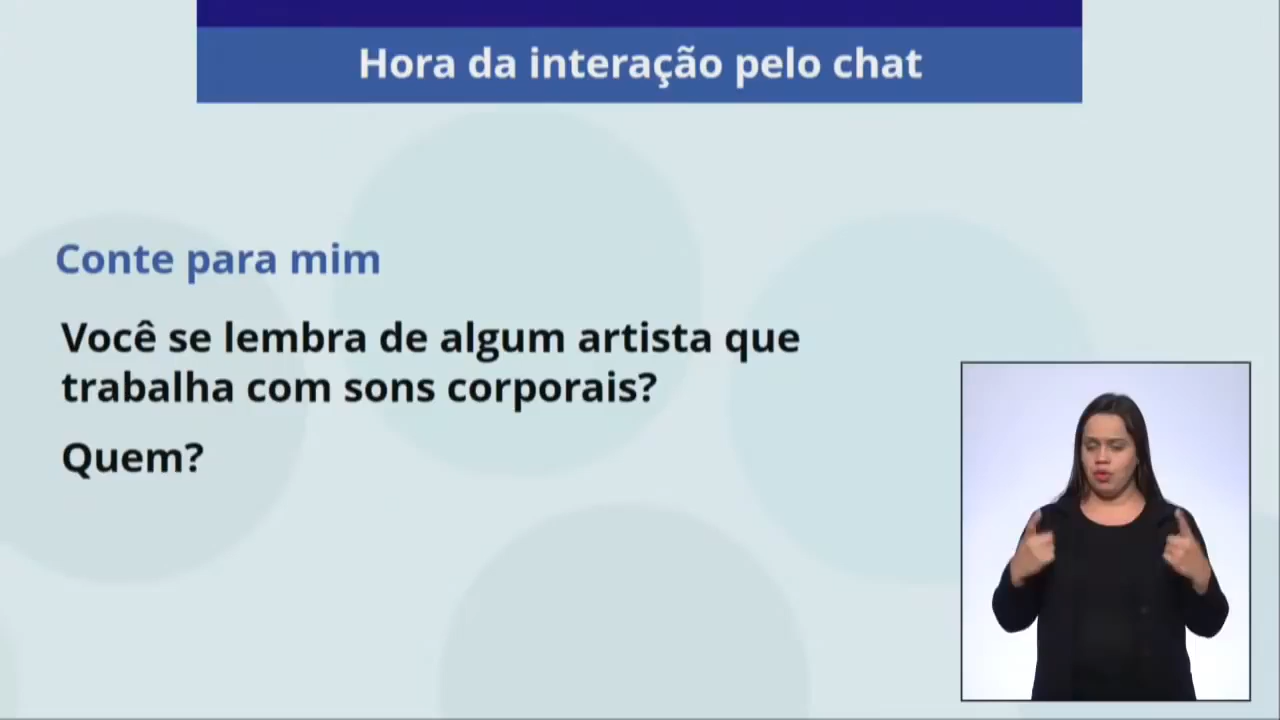 Hora da interação pelo chat
Conte para mim
Você se lembra de algum artista que
trabalha com sons corporais?
Quem?